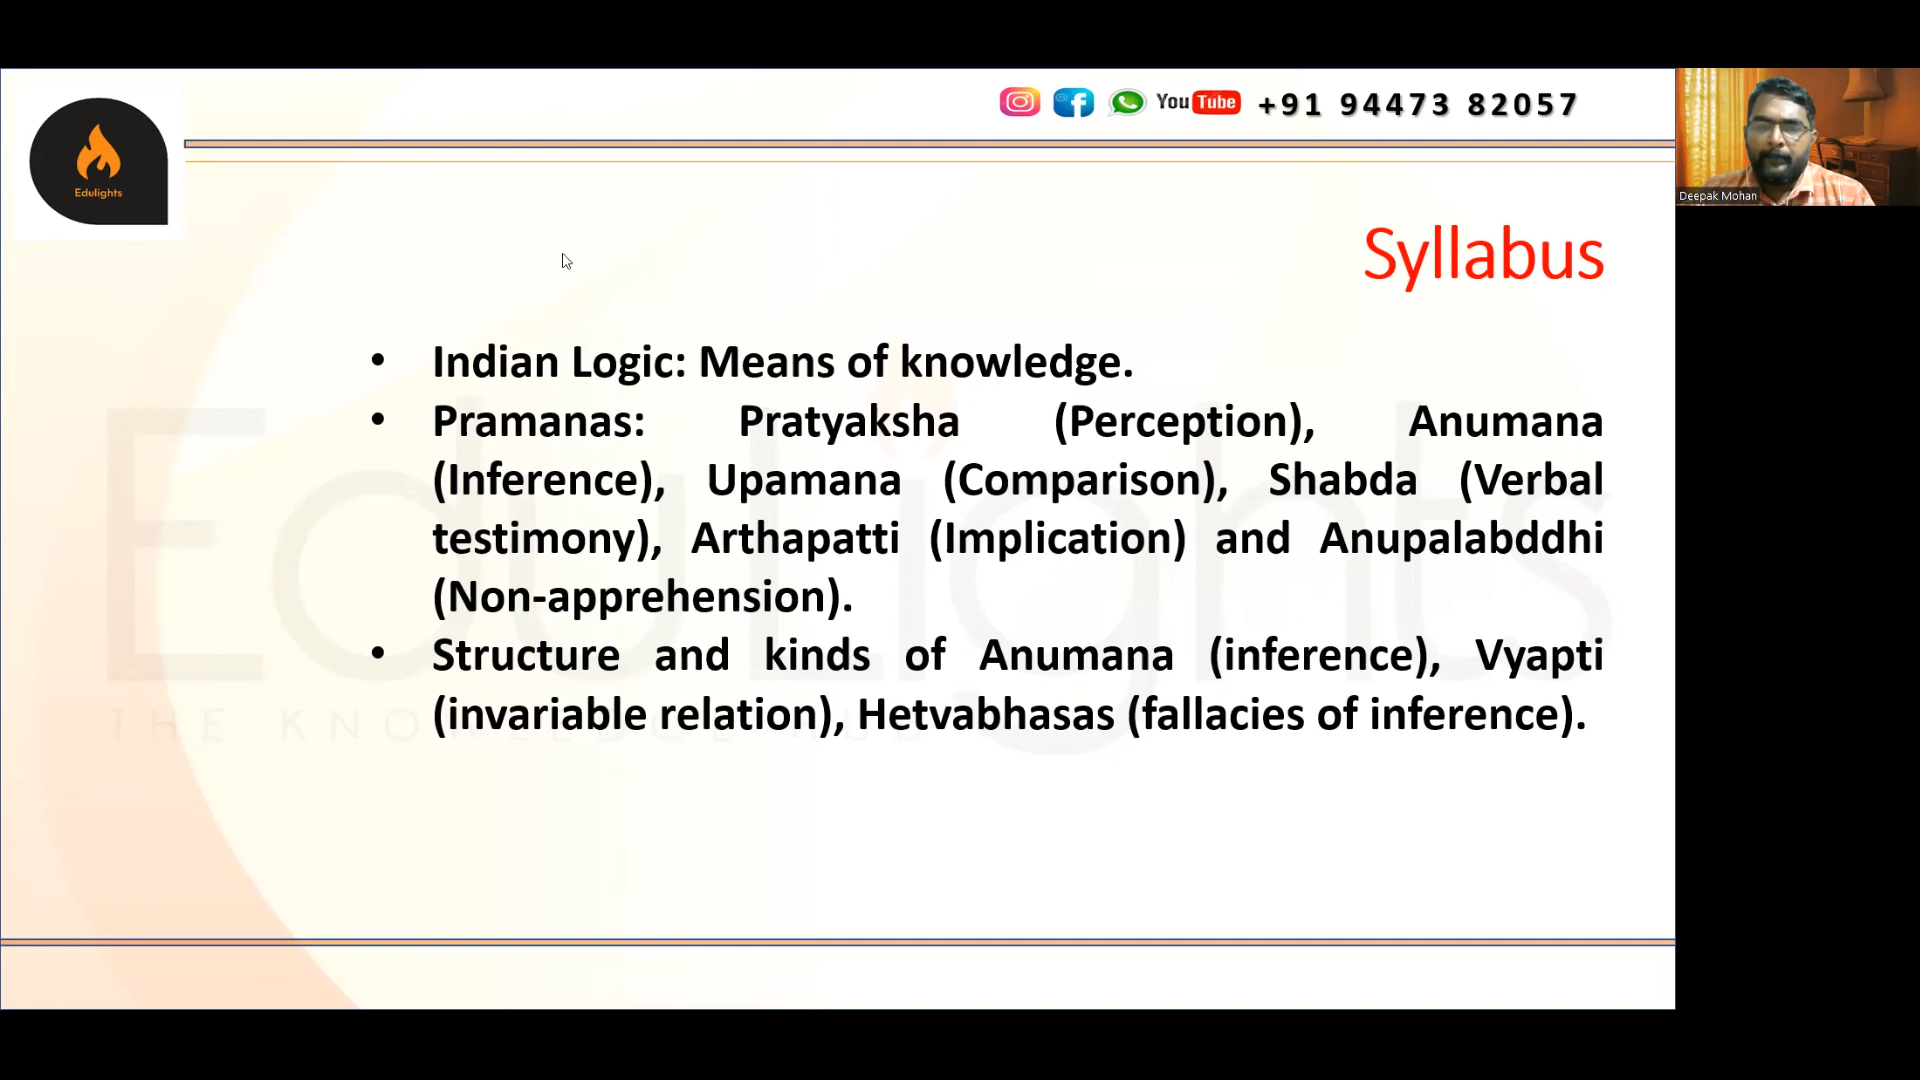 You Tube +91 94473 82057
Edulights
Deepak Mohan
Syllabus
• Indian Logic: Means of knowledge.
• Pramanas: Pratyaksha (Perception), Anumana
(Inference), Upamana (Comparison), Shabda (Verbal
testimony), Arthapatti (Implication) and Anupalabddhi
(Non-apprehension).
• Structure and kinds of Anumana (inference), Vyapti
(invariable relation), Hetvabhasas (fallacies of inference).
EduLights